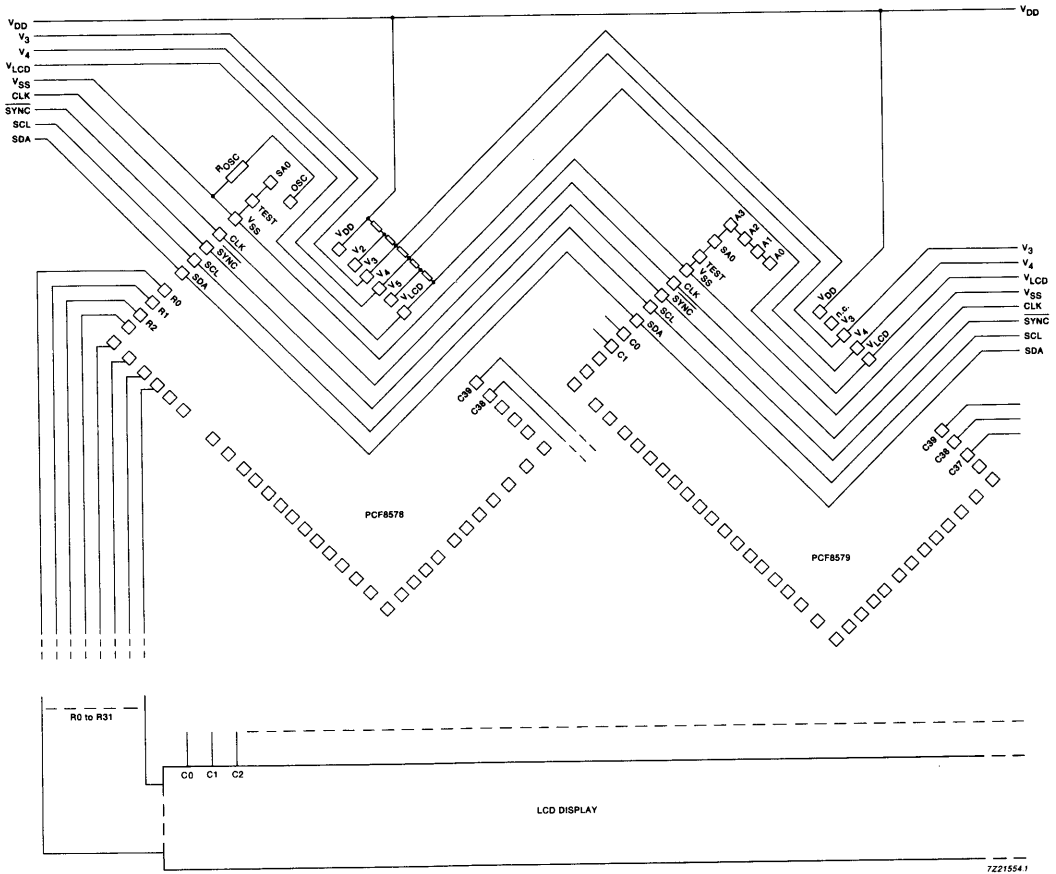 VDD
V3
V4
VLCD
VSS
CLK
SYNC
SCL
SDA
VDD
ROSC
SA0
OSC
TEST
VSS
CLK
SYNC
SCL
SDA
R0
R1
R2
VDD
V2
V3
V4
V5
VLCD
C39
C38
PCF8578
A3
A2
A1
A0
SA0
TEST
VSS
CLK
SYNC
SCL
SDA
C0
C1
VDD
n.c.
V3
V4
VLCD
C39
C38
C37
PCF8579
V3
V4
VLCD
VSS
CLK
SYNC
SCL
SDA
R0 to R31
C0 C1 C2
LCD DISPLAY
7Z21554.1